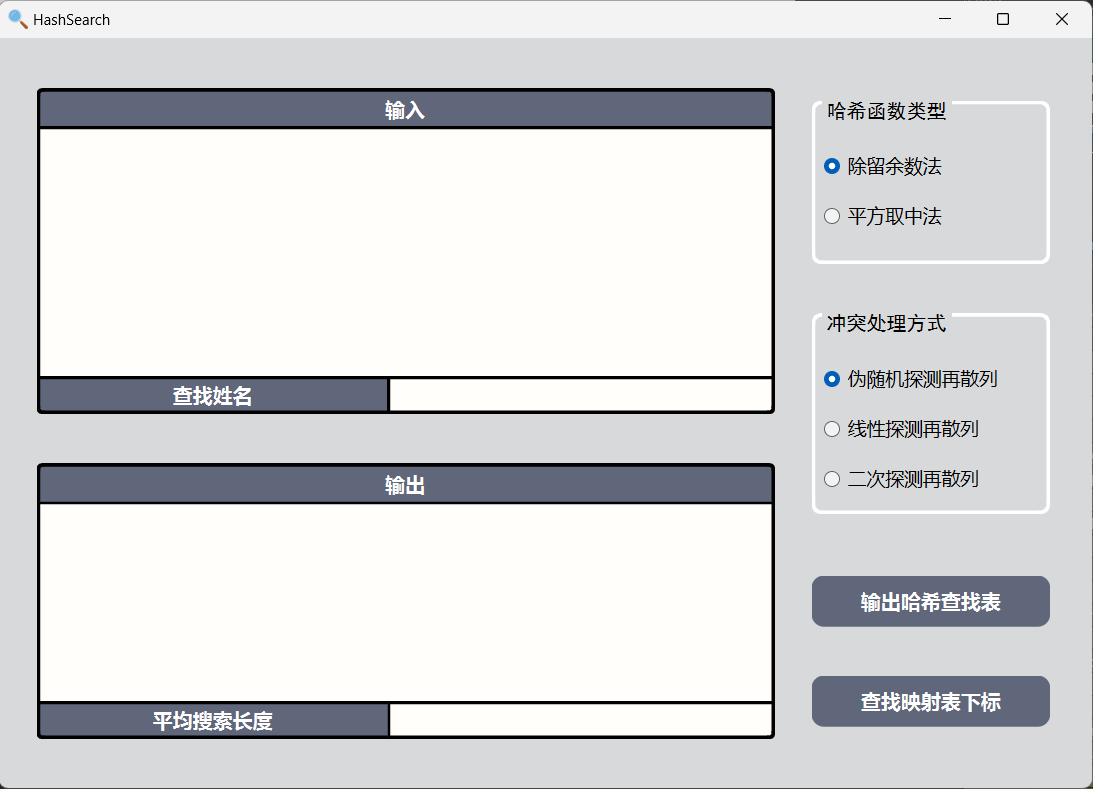 HashSearch
输入
查找姓名
输出
平均搜索长度
哈希函数类型
除留余数法
平方取中法
冲突处理方式
伪随机探测再散列
线性探测再散列
二次探测再散列
输出哈希查找表
查找映射表下标